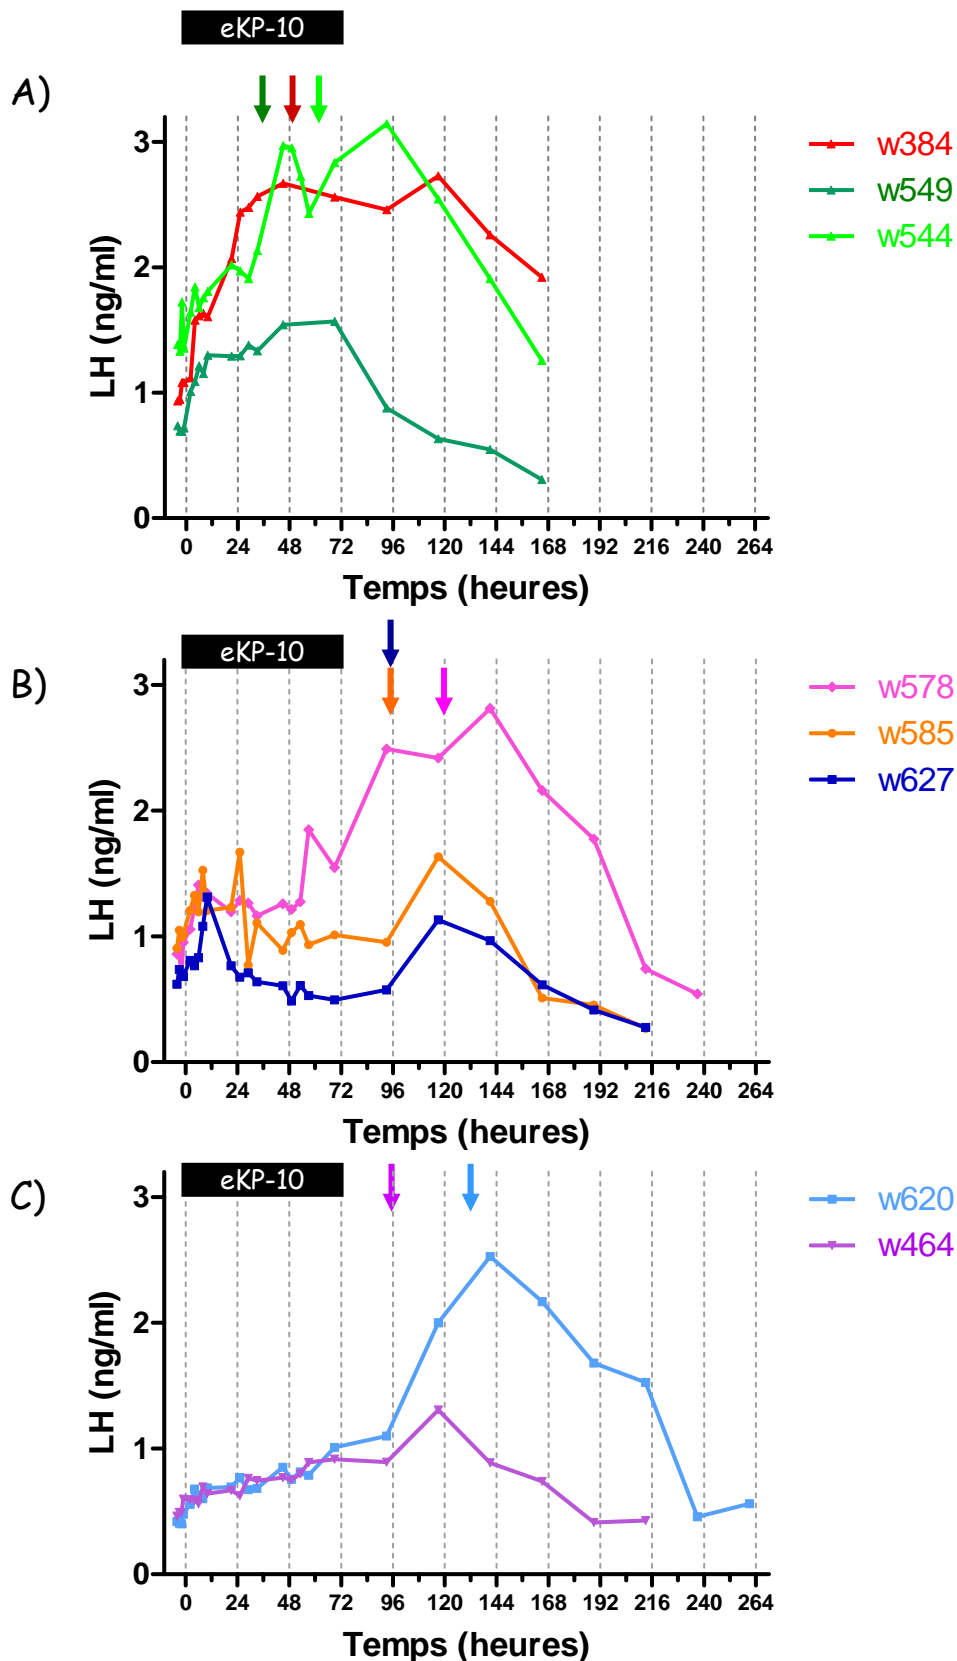 eKP-10
A)
3
2
1
0
LH (ng/ml)
0 24 48 72 96 120 144 168 192 216 240 264
Temps (heures)
w384
w549
w544
eKP-10
B)
3
2
1
0
LH (ng/ml)
0 24 48 72 96 120 144 168 192 216 240 264
Temps (heures)
w578
w585
w627
eKP-10
C)
3
2
1
0
LH (ng/ml)
0 24 48 72 96 120 144 168 192 216 240 264
Temps (heures)
w620
w464